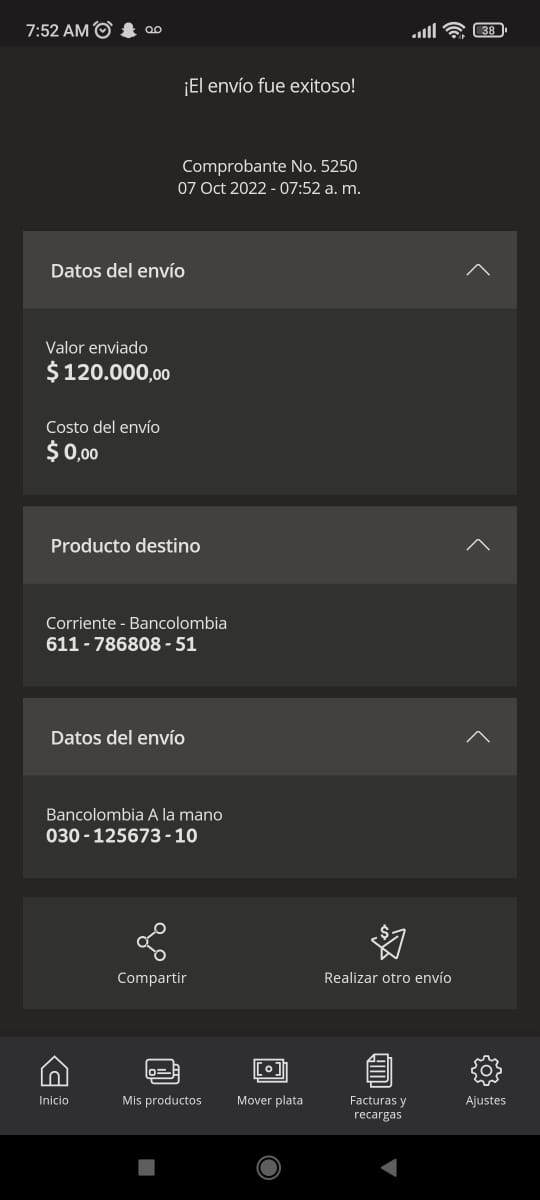 7:52 AM
38
¡El envío fue exitoso!
Comprobante No. 5250
07 Oct 2022 - 07:52 a. m.
Datos del envío
Valor enviado
$ 120.000,00
Costo del envío
$ 0,00
Producto destino
Corriente - Bancolombia
611 - 786808 - 51
Datos del envío
Bancolombia A la mano
030 - 125673 - 10
Compartir
Realizar otro envío
Inicio
Mis productos
Mover plata
Facturas y
recargas
Ajustes